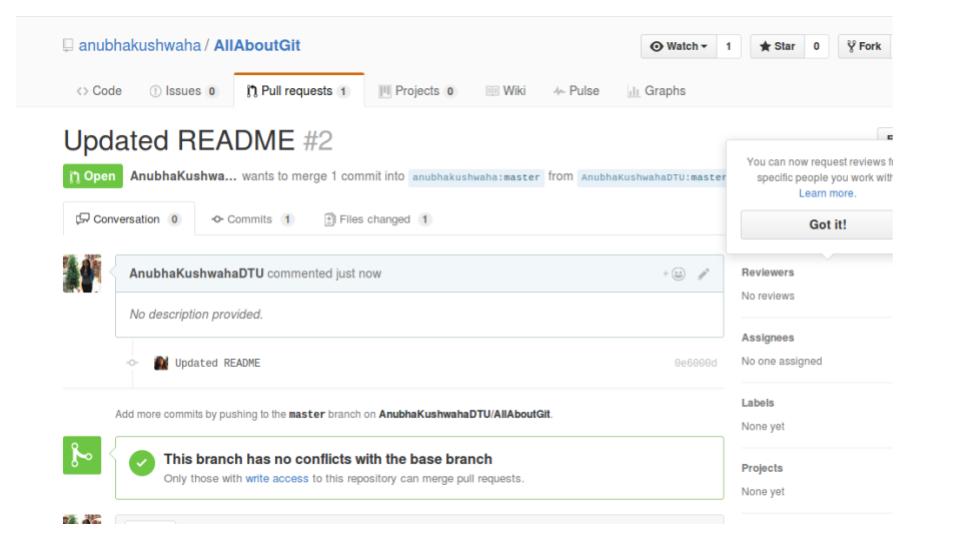 anubhakushwaha / AllAboutGit
Watch 1 Star 0 Fork
Code Issues 0 Pull requests 1 Projects 0 Wiki Pulse Graphs
Updated README #2
Open AnubhaKushwa... wants to merge 1 commit into anubhakushwaha:master from AnubhaKushwahaDTU:master
You can now request reviews
specific people you work with
Learn more.
Got it!
Conversation 0 Commits 1 Files changed 1
AnubhaKushwahaDTU commented just now
No description provided.
Updated README 0e6000d
Add more commits by pushing to the master branch on AnubhaKushwahaDTU/AllAboutGit.
This branch has no conflicts with the base branch
Only those with write access to this repository can merge pull requests.
Reviewers
No reviews
Assignees
No one assigned
Labels
None yet
Projects
None yet